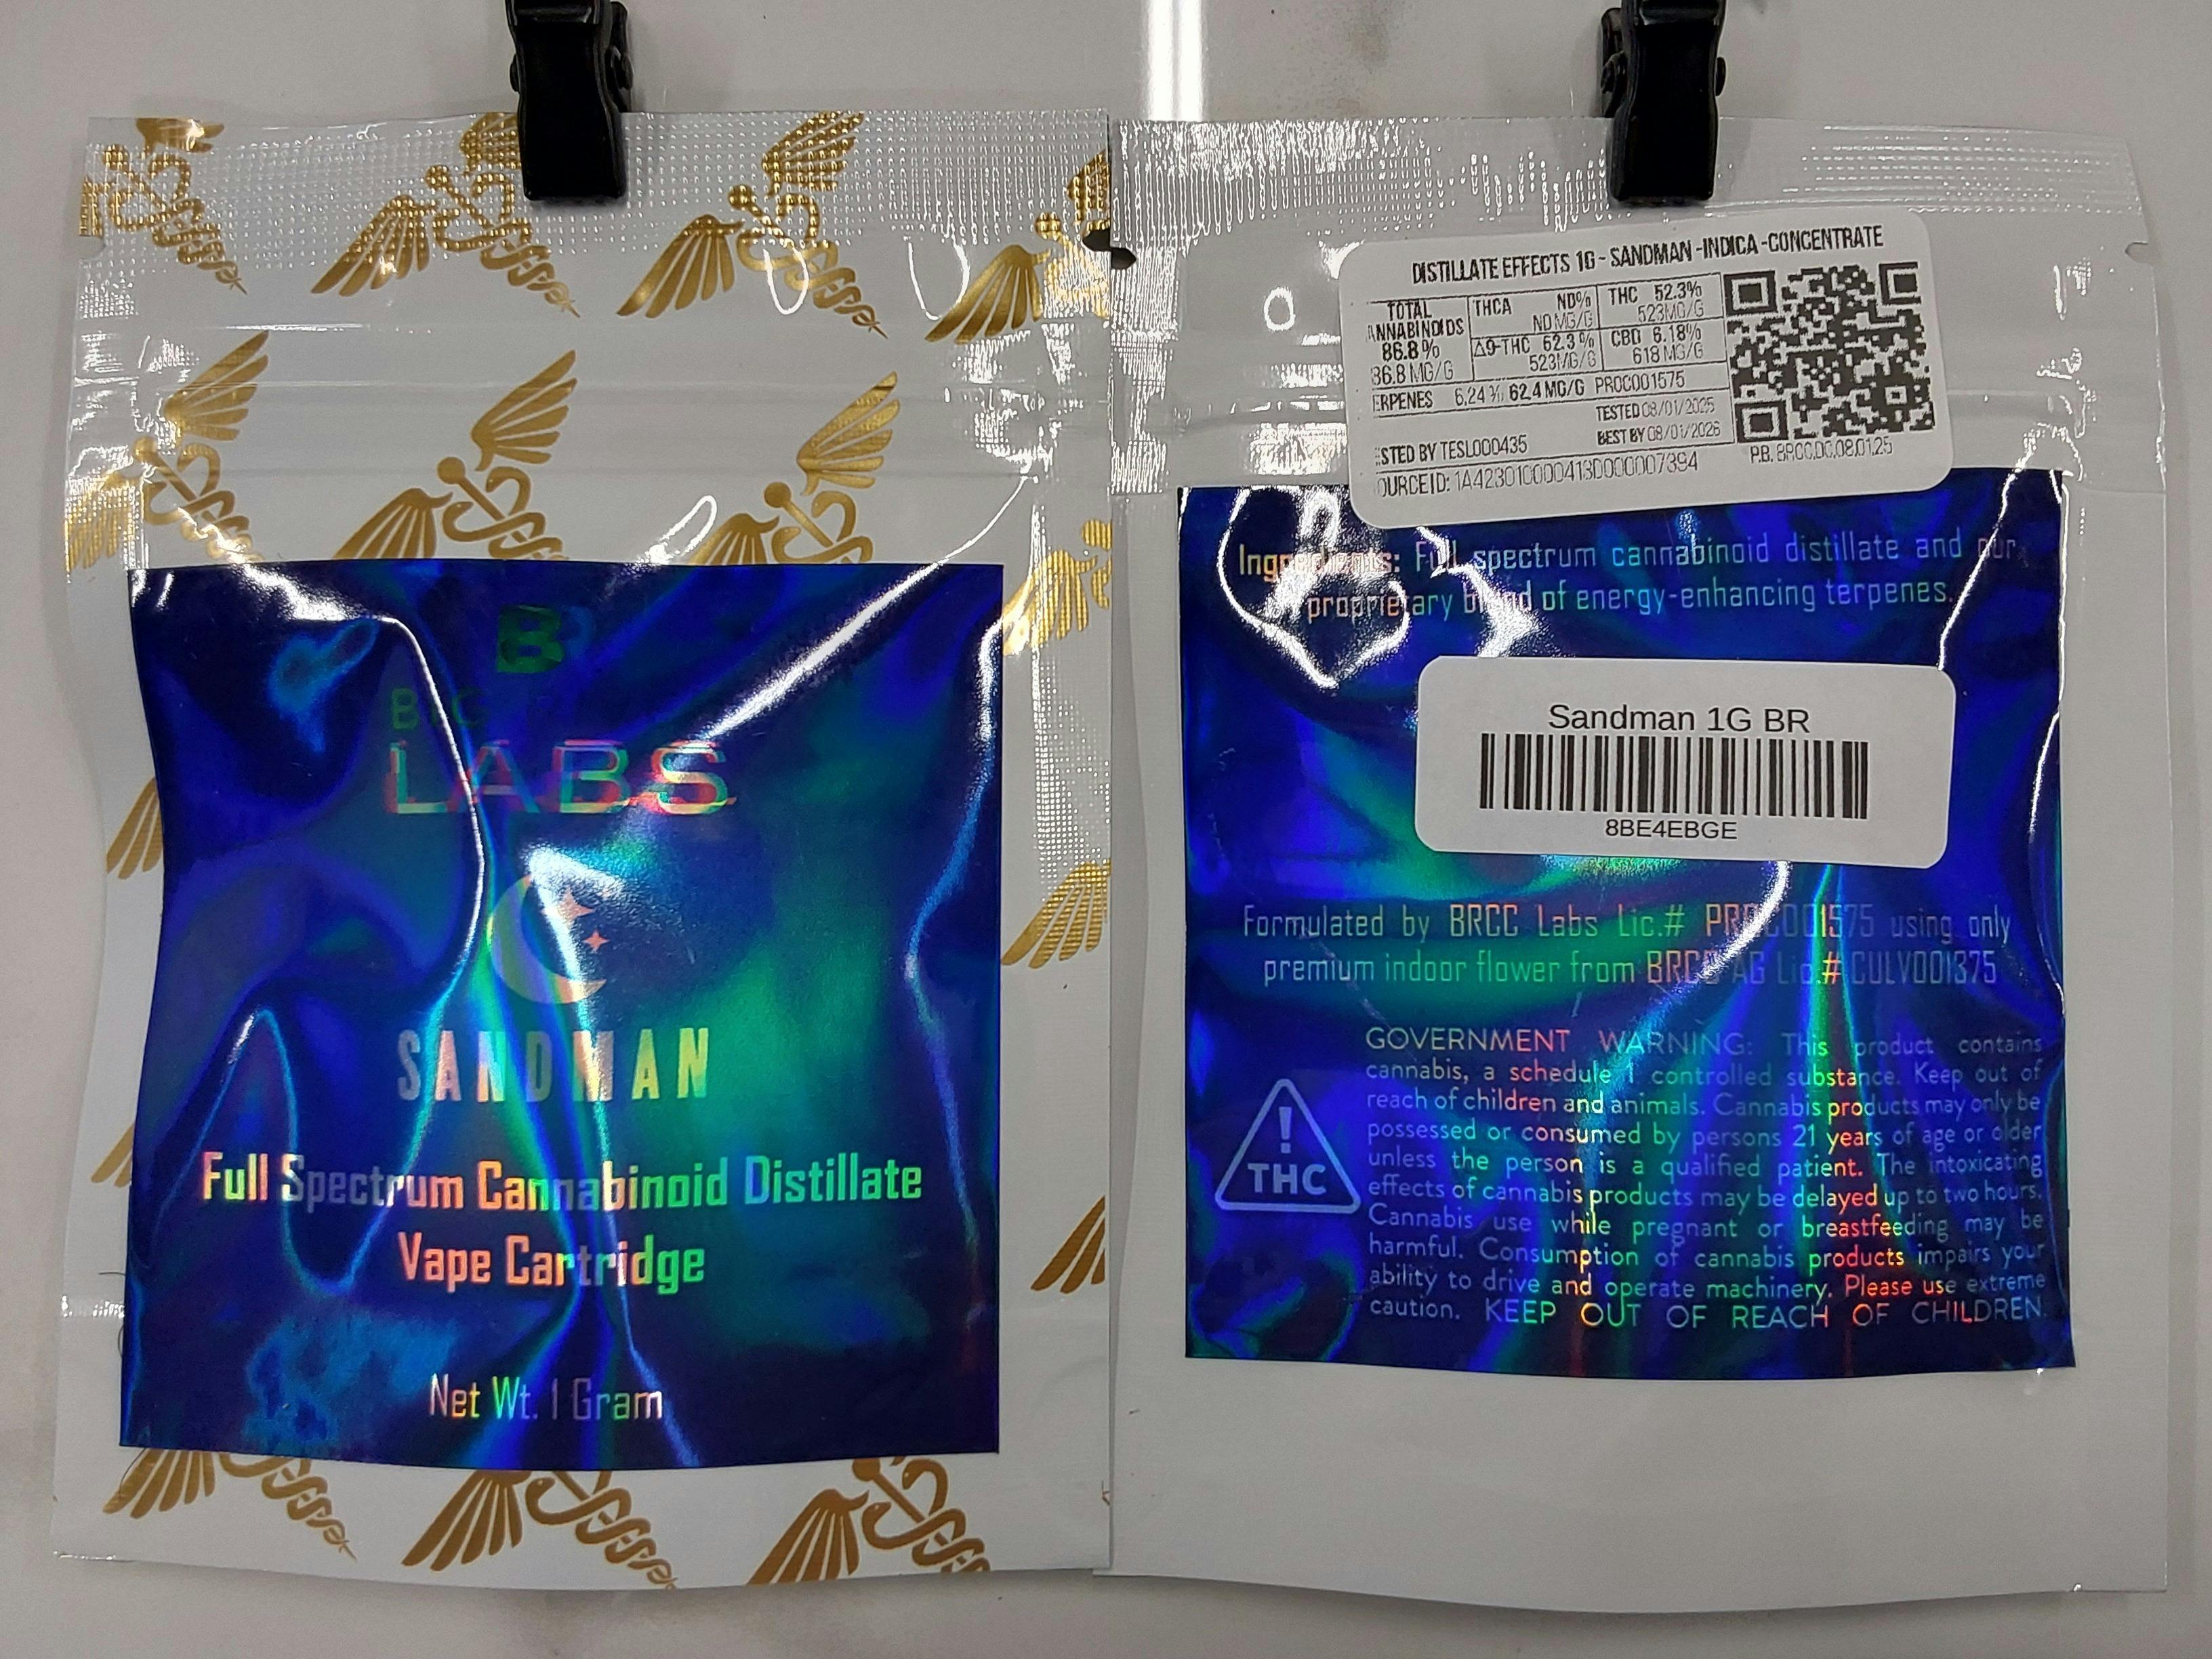 B
LABS
SANDMAN
Full Spectrum Cannabinoid Distillate
Vape Cartridge
Net Wt. 1 Gram
DISTILLATE EFFECTS 1G - SANDMAN -INDICA -CONCENTRATE
TOTAL
ANNABINOIDS
86.8%
36.8 MG/G
THCA ND%
ND MG/G
THC 52.3%
523MG/G
Δ9-THC 52.3%
523MG/G
CBD 6.18%
618 MG/G
ERPENES 6.24% 62.4 MG/G PROC001575
TESTED 08/01/2025
STED BY TESL000435
BEST BY 08/01/2026
OURCE ID: 1A4230100000413D000007394
P.B. BRCC.DC.08.01.25
Ingredients: Full spectrum cannabinoid distillate and our
proprietary blend of energy-enhancing terpenes.
Sandman 1G BR
8BE4EBGE
Formulated by BRCC Labs Lic.# PROC001575 using only
premium indoor flower from BRCC AG Lic.# CULV001375
GOVERNMENT WARNING: This product contains
cannabis, a schedule I controlled substance. Keep out of
reach of children and animals. Cannabis products may only be
possessed or consumed by persons 21 years of age or older
unless the person is a qualified patient. The intoxicating
effects of cannabis products may be delayed up to two hours.
Cannabis use while pregnant or breastfeeding may be
harmful. Consumption of cannabis products impairs your
ability to drive and operate machinery. Please use extreme
caution. KEEP OUT OF REACH OF CHILDREN.
!
THC